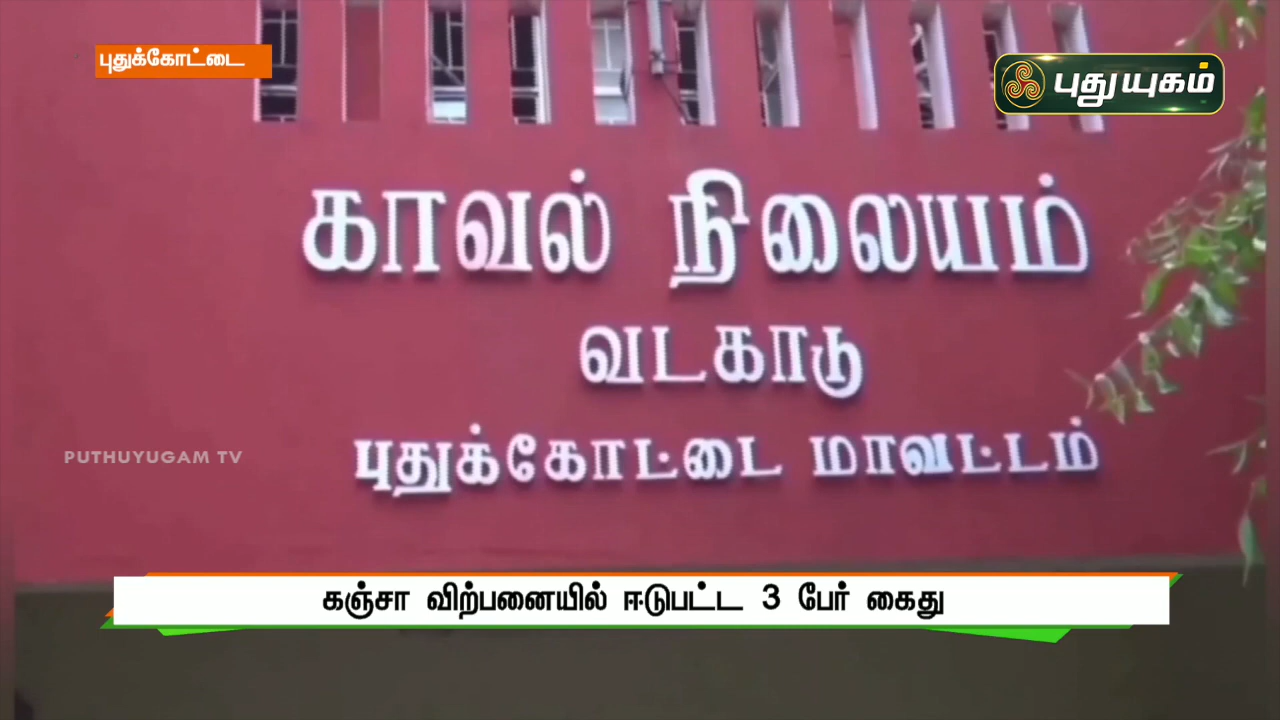 புதுக்கோட்டை
புதுயுகம்
காவல் நிலையம்
வடகாடு
புதுக்கோட்டை மாவட்டம்
PUTHUYUGAM TV
கஞ்சா விற்பனையில் ஈடுபட்ட 3 பேர் கைது